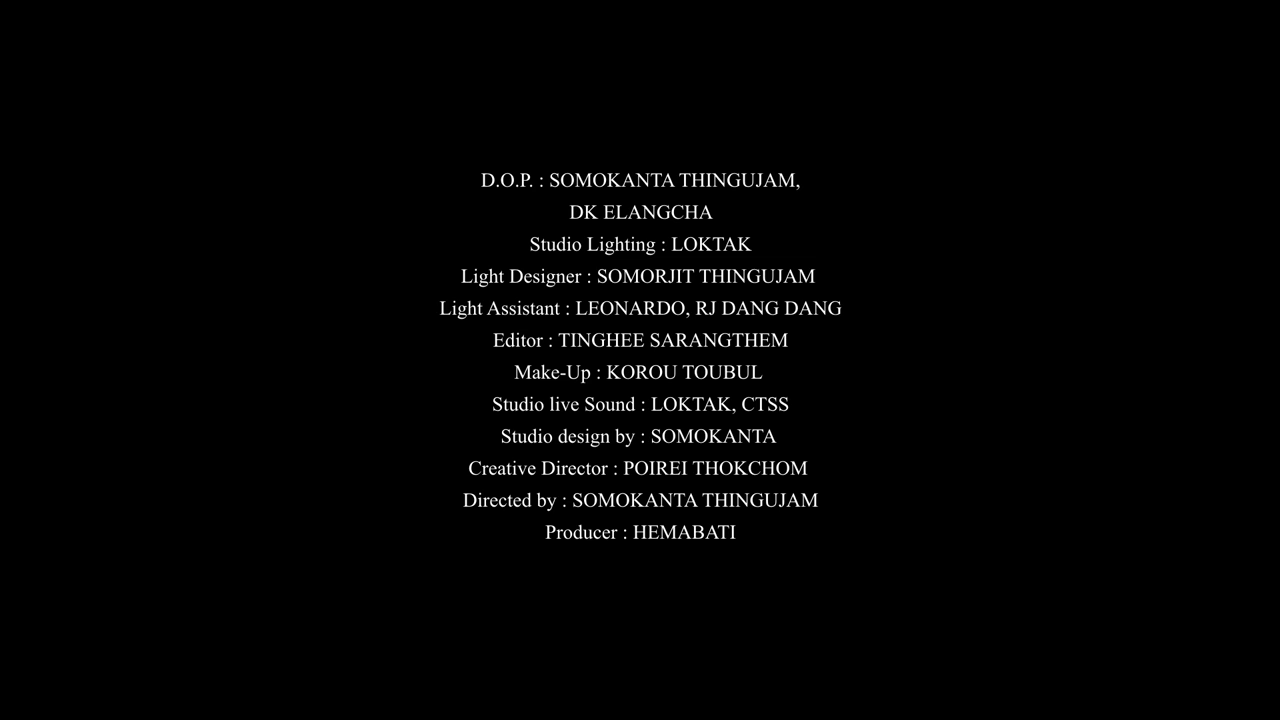 D.O.P. : SOMOKANTA THINGUJAM,
DK ELANGCHA
Studio Lighting : LOKTAK
Light Designer : SOMORJIT THINGUJAM
Light Assistant : LEONARDO, RJ DANG DANG
Editor : TINGHEE SARANGTHEM
Make-Up : KOROU TOUBUL
Studio live Sound : LOKTAK, CTSS
Studio design by : SOMOKANTA
Creative Director : POIREI THOKCHOM
Directed by : SOMOKANTA THINGUJAM
Producer : HEMABATI